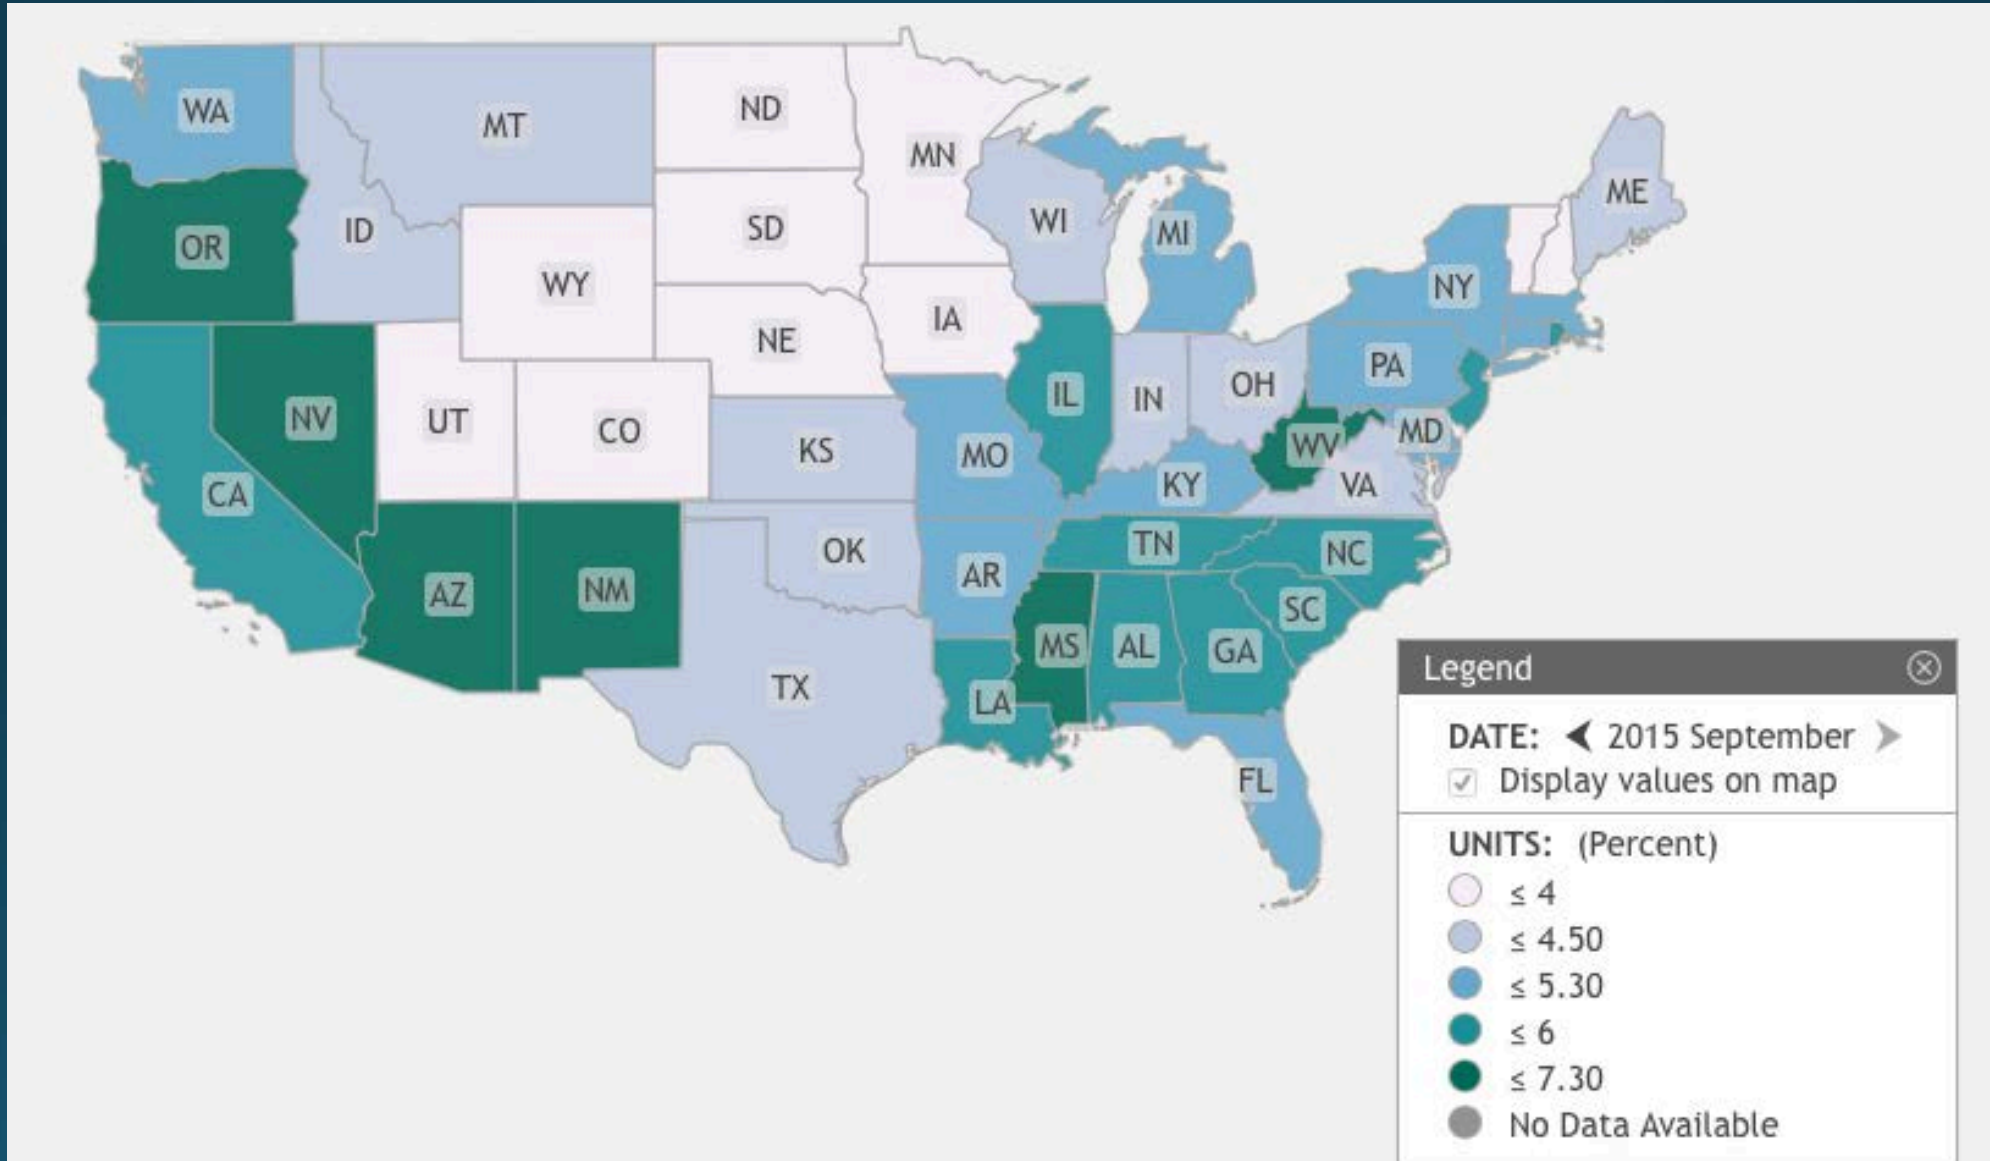 WA
MT
ND
MN
ME
OR
ID
SD
WI
MI
WY
NY
IA
NE
PA
NV
UT
CO
IL
IN
OH
KS
MO
WV
MD
CA
KY
VA
OK
TN
NC
AZ
NM
AR
SC
MS
AL
GA
TX
LA
FL
Legend
DATE: 2015 September
Display values on map
UNITS: (Percent)
≤ 4
≤ 4.50
≤ 5.30
≤ 6
≤ 7.30
No Data Available